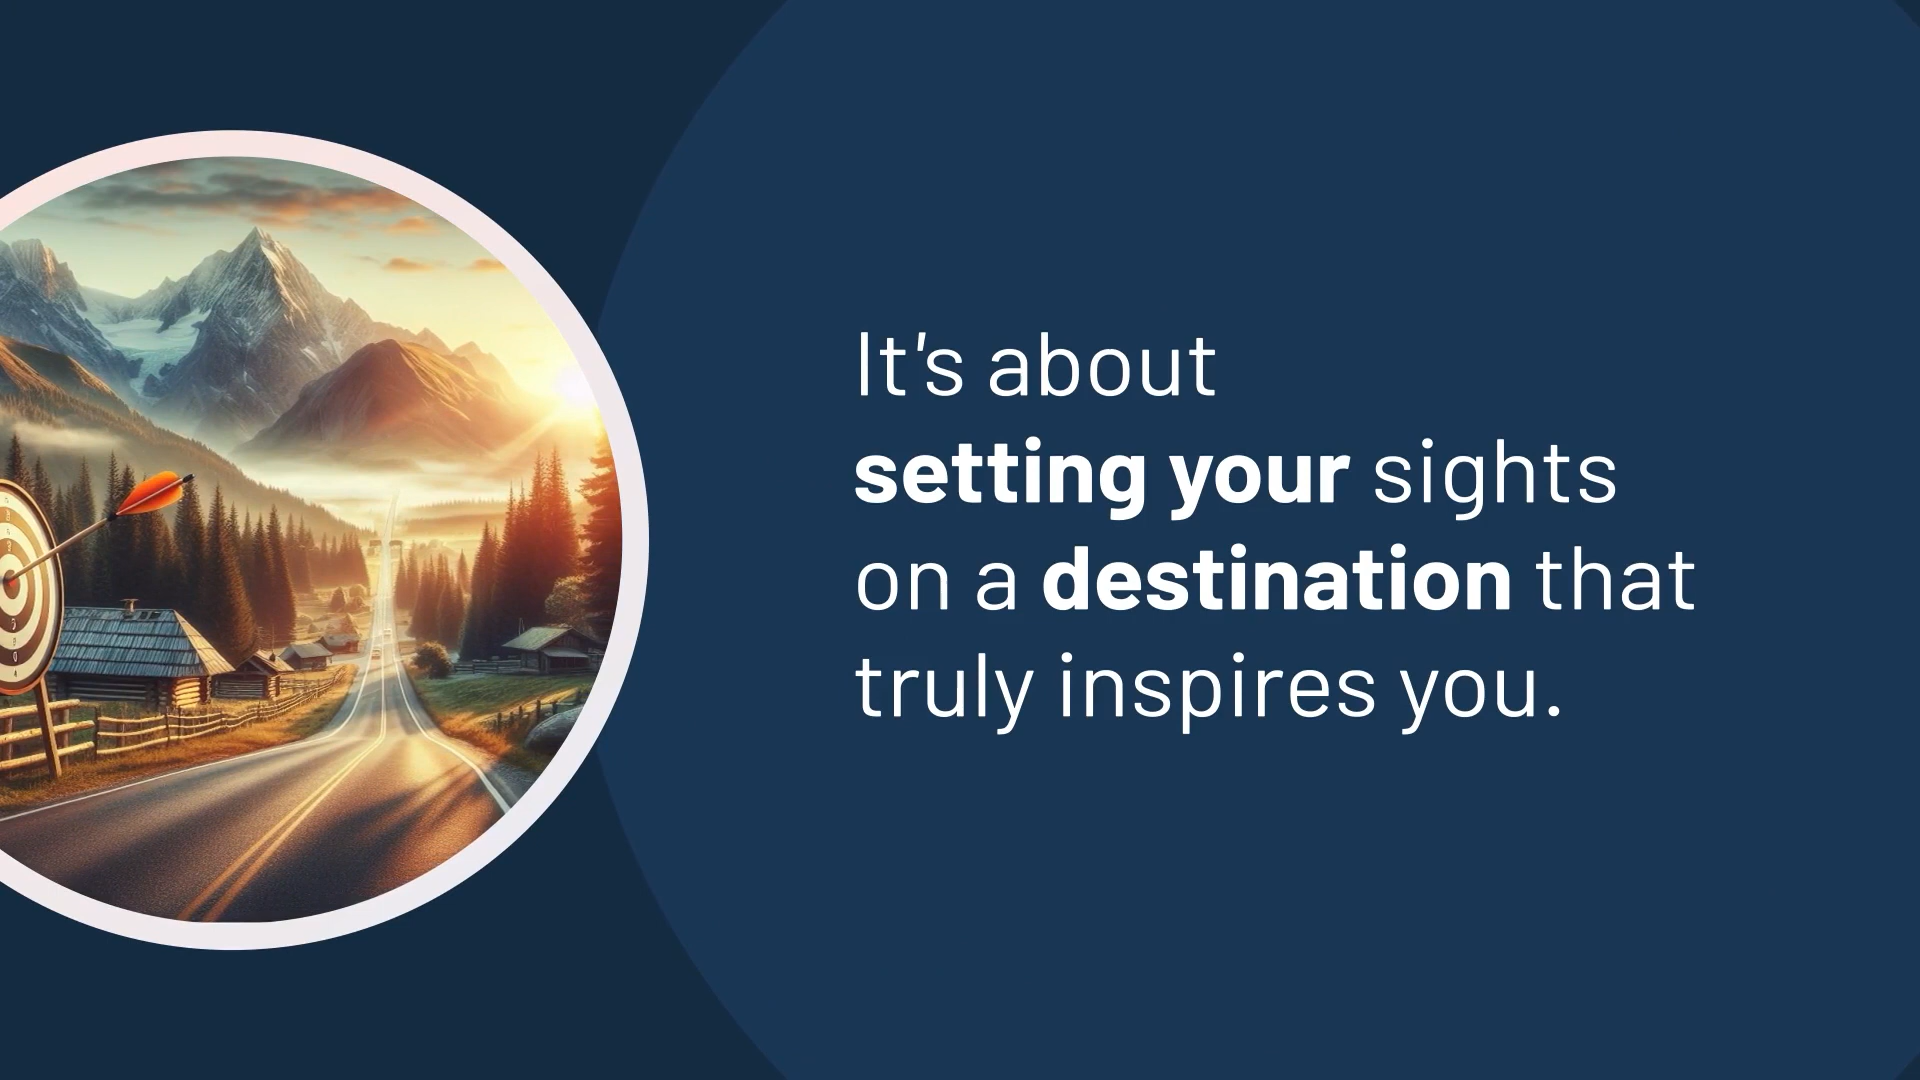 It's about
setting your sights
on a destination that
truly inspires you.